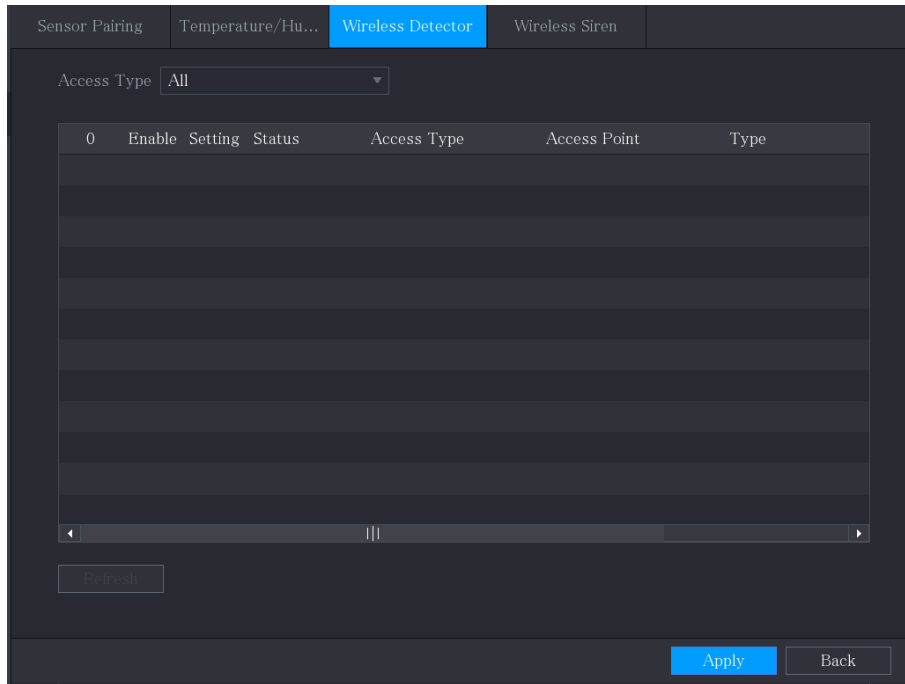 Sensor Pairing Temperature/Hu... Wireless Detector Wireless Siren
Access Type All
0 Enable Setting Status Access Type Access Point Type
Refresh
Apply Back